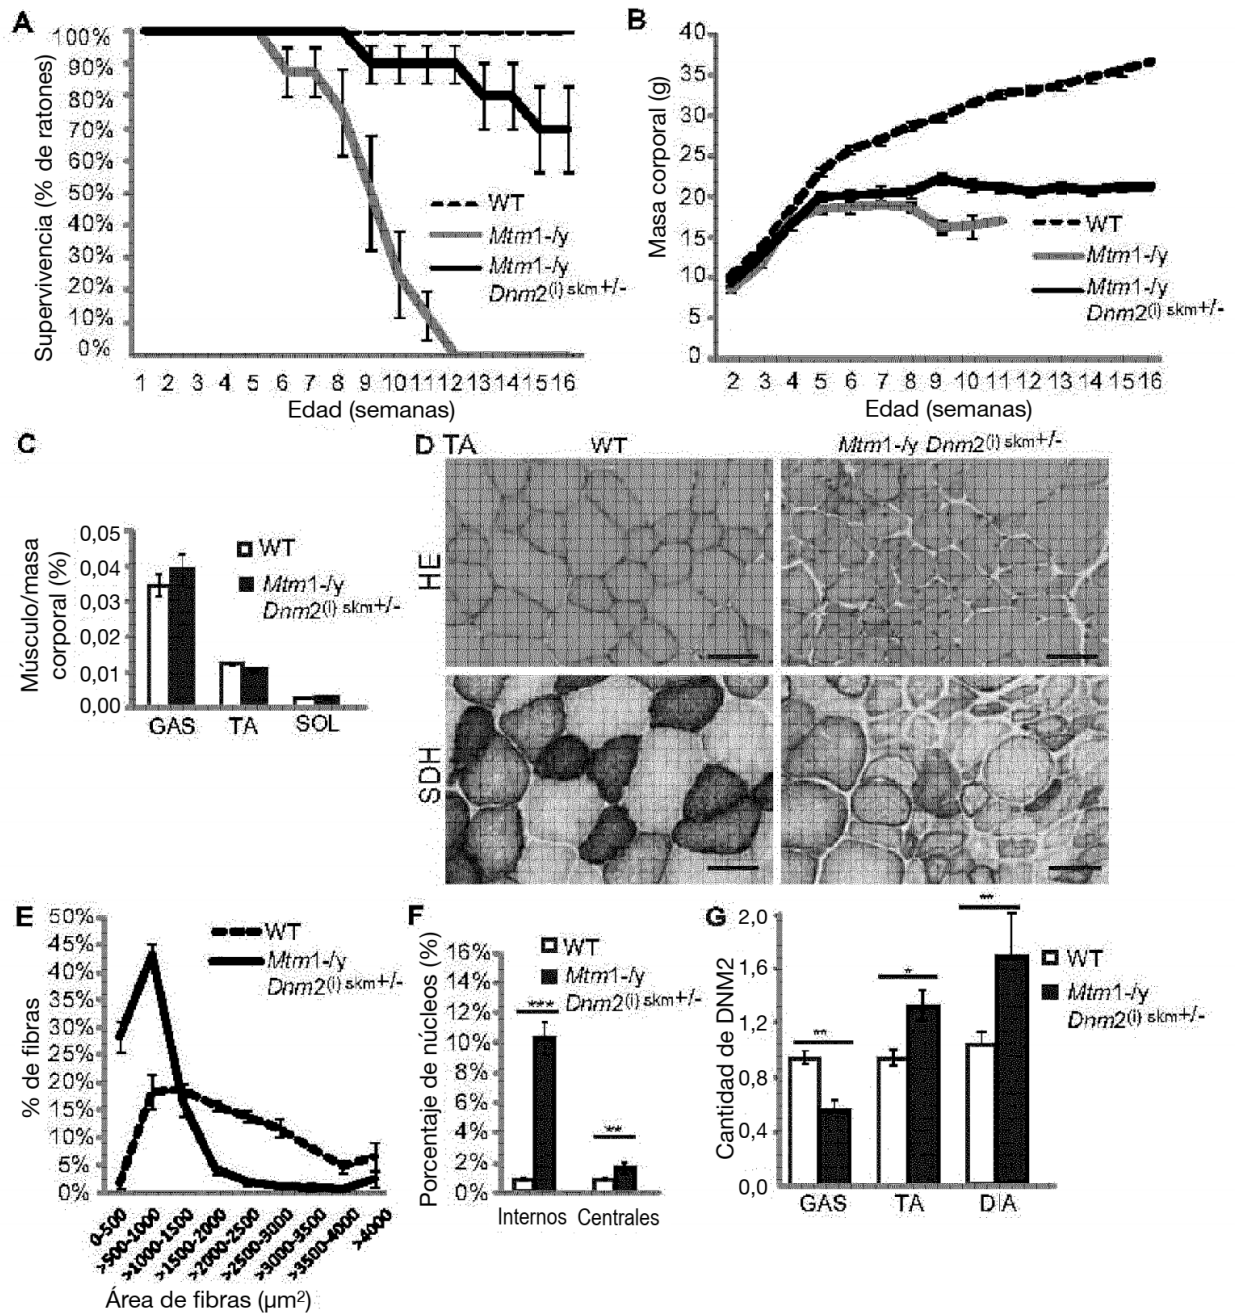 A
100%
90%
80%
70%
60%
50%
40%
30%
20%
10%
0%
Supervivencia (% de ratones)
WT
Mtm1-/y
Mtm1-/y
Dnm2(i) skm+/-
1 2 3 4 5 6 7 8 9 10 11 12 13 14 15 16
Edad (semanas)
B
40
35
30
25
20
15
10
5
0
Masa corporal (g)
WT
Mtm1-/y
Mtm1-/y
Dnm2(i) skm+/-
2 3 4 5 6 7 8 9 10 11 12 13 14 15 16
Edad (semanas)
C
Músculo/masa
corporal (%)
0,05
0,04
0,03
0,02
0,01
0,00
WT
Mtm1-/y
Dnm2(i) skm+/-
GAS TA SOL
D TA WT Mtm1-/y Dnm2(i) skm+/-
HE
SDH
E
50%
45%
40%
35%
30%
25%
20%
15%
10%
5%
0%
% de fibras
WT
Mtm1-/y
Dnm2(i) skm+/-
0-500
>500-1000
>1000-1500
>1500-2000
>2000-2500
>2500-3000
>3000-3500
>3500-4000
>4000
Área de fibras (µm²)
F
Porcentaje de núcleos (%)
16%
14%
12%
10%
8%
6%
4%
2%
0%
WT
Mtm1-/y
Dnm2(i) skm+/-
***
**
Internos Centrales
G
Cantidad de DNM2
2,0
1,6
1,2
0,8
0,4
0,0
**
*
**
WT
Mtm1-/y
Dnm2(i) skm+/-
GAS TA DIA